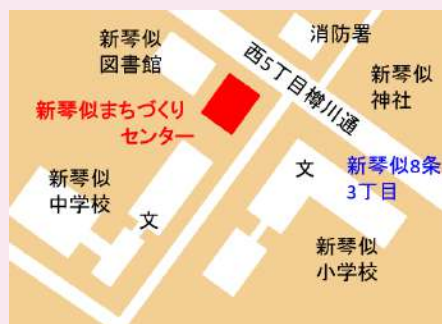 新琴似
図書館
消防署
西5丁目樽川通
新琴似
神社
新琴似まちづくり
センター
新琴似8条
3丁目
文
新琴似
中学校
文
新琴似
小学校